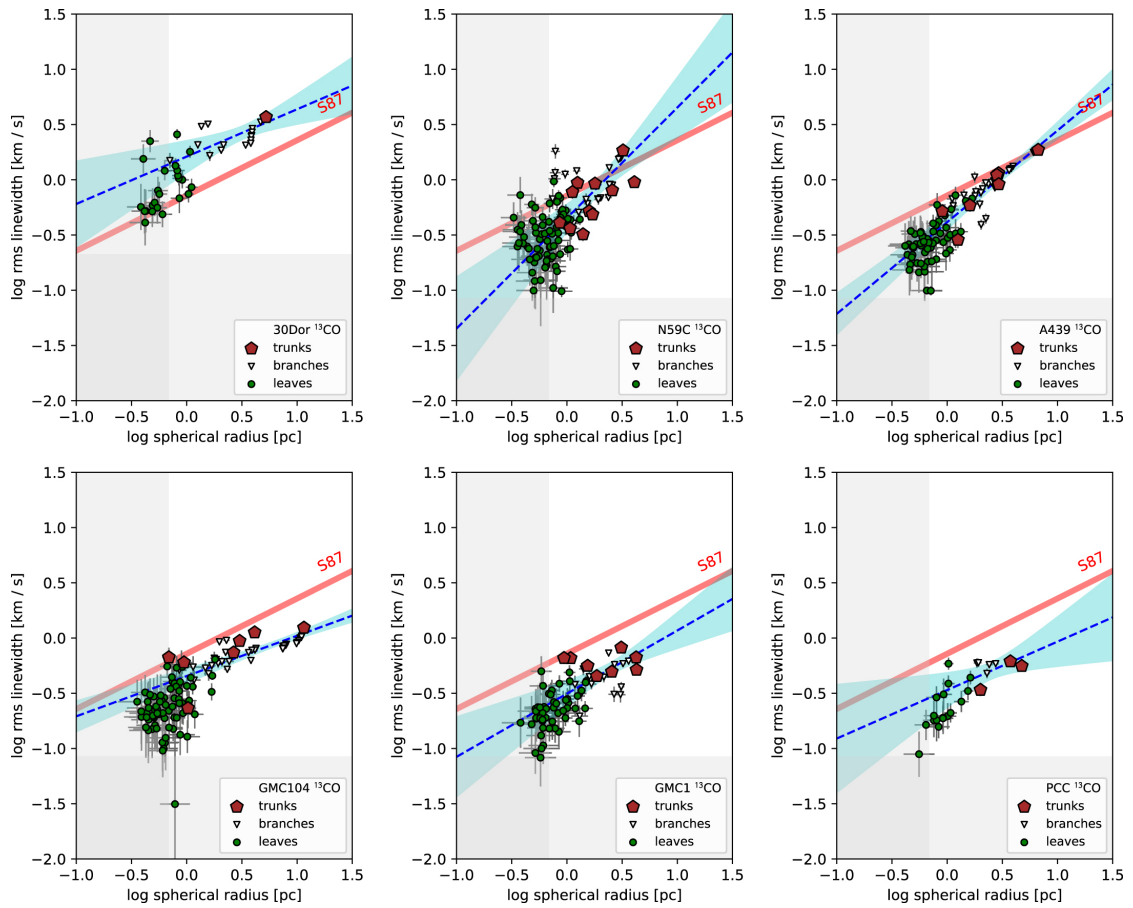 1.5
1.0
0.5
0.0
−0.5
−1.0
−1.5
−2.0
log rms linewidth [km / s]
−1.0 −0.5 0.0 0.5 1.0 1.5
log spherical radius [pc]
S87
30Dor ¹³CO
trunks
branches
leaves
1.5
1.0
0.5
0.0
−0.5
−1.0
−1.5
−2.0
log rms linewidth [km / s]
−1.0 −0.5 0.0 0.5 1.0 1.5
log spherical radius [pc]
S87
N59C ¹³CO
trunks
branches
leaves
1.5
1.0
0.5
0.0
−0.5
−1.0
−1.5
−2.0
log rms linewidth [km / s]
−1.0 −0.5 0.0 0.5 1.0 1.5
log spherical radius [pc]
S87
A439 ¹³CO
trunks
branches
leaves
1.5
1.0
0.5
0.0
−0.5
−1.0
−1.5
−2.0
log rms linewidth [km / s]
−1.0 −0.5 0.0 0.5 1.0 1.5
log spherical radius [pc]
S87
GMC104 ¹³CO
trunks
branches
leaves
1.5
1.0
0.5
0.0
−0.5
−1.0
−1.5
−2.0
log rms linewidth [km / s]
−1.0 −0.5 0.0 0.5 1.0 1.5
log spherical radius [pc]
S87
GMC1 ¹³CO
trunks
branches
leaves
1.5
1.0
0.5
0.0
−0.5
−1.0
−1.5
−2.0
log rms linewidth [km / s]
−1.0 −0.5 0.0 0.5 1.0 1.5
log spherical radius [pc]
S87
PCC ¹³CO
trunks
branches
leaves